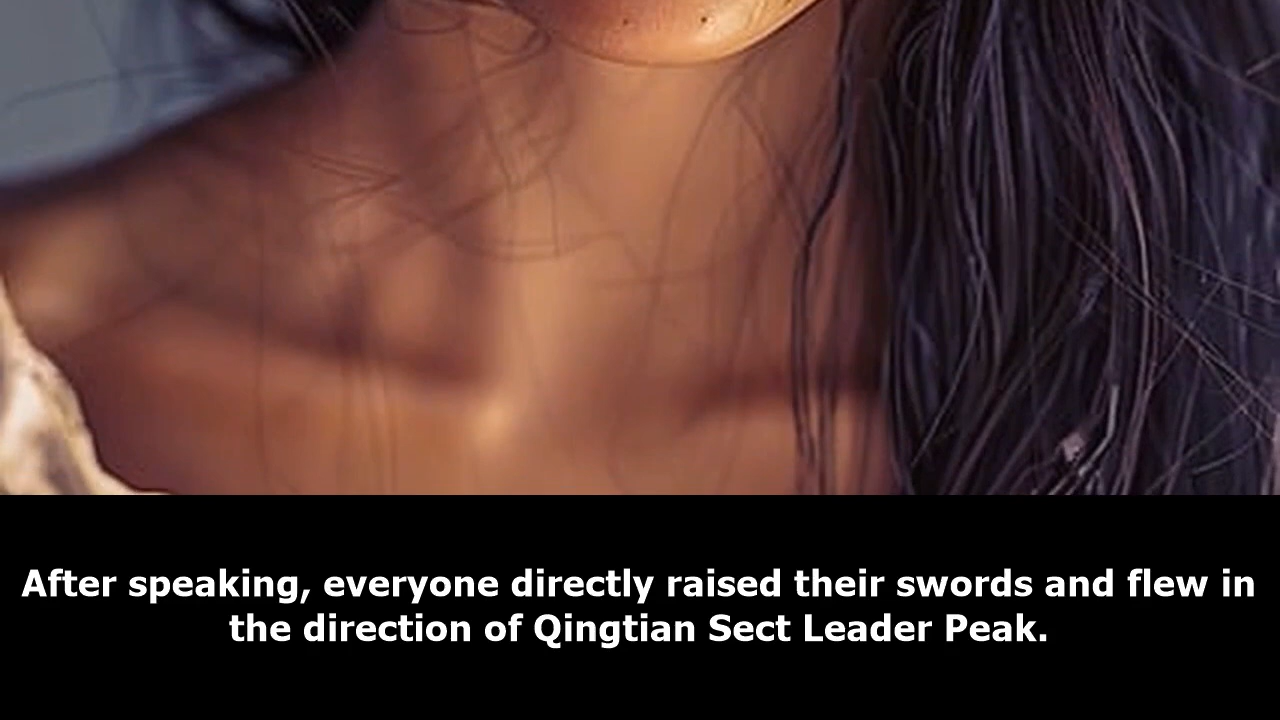 After speaking, everyone directly raised their swords and flew in
the direction of Qingtian Sect Leader Peak.